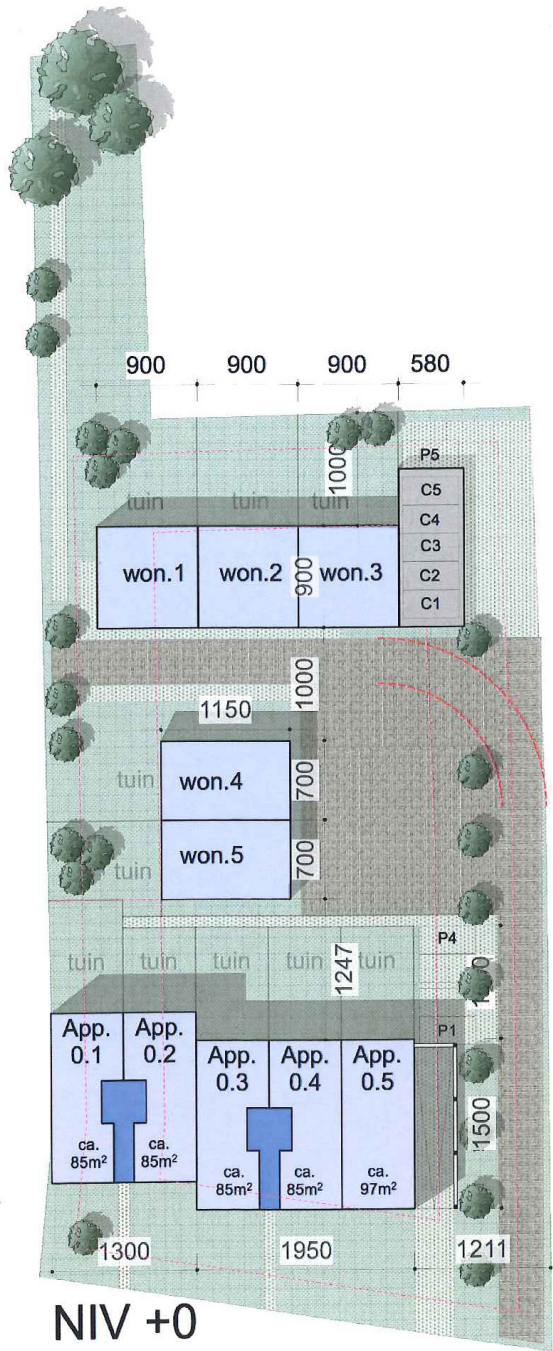 900 900 900 580
P5
1000
C5
tuin tuin tuin
C4
C3
won.1 won.2 900 won.3
C2
C1
1000
1150
tuin won.4 700
won.5 700
tuin
P4
tuin tuin tuin tuin tuin
1247
P1
App. 0.1
App. 0.2
App. 0.3
App. 0.4
App. 0.5
1500
ca. 85m²
ca. 85m²
ca. 85m²
ca. 85m²
ca. 97m²
1300 1950 1211
NIV +0